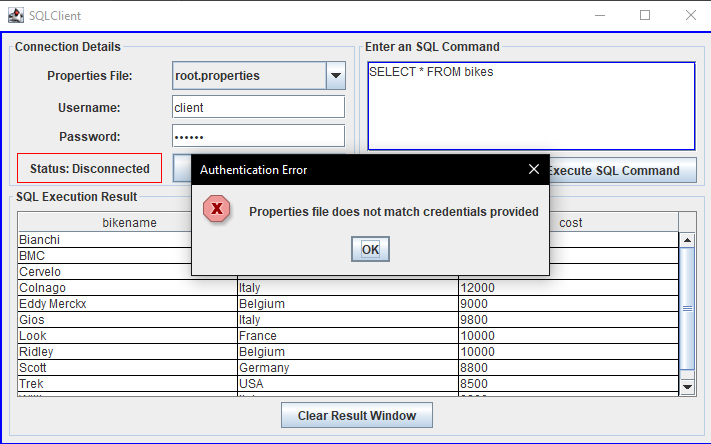 SQLClient
Connection Details
Properties File: root.properties
Username: client
Password: ••••••
Status: Disconnected
Enter an SQL Command
SELECT * FROM bikes
Execute SQL Command
Authentication Error
Properties file does not match credentials provided
OK
SQL Execution Result
bikename cost
Bianchi
BMC
Cervelo
Colnago Italy 12000
Eddy Merckx Belgium 9000
Gios Italy 9800
Look France 10000
Ridley Belgium 10000
Scott Germany 8800
Trek USA 8500
Clear Result Window